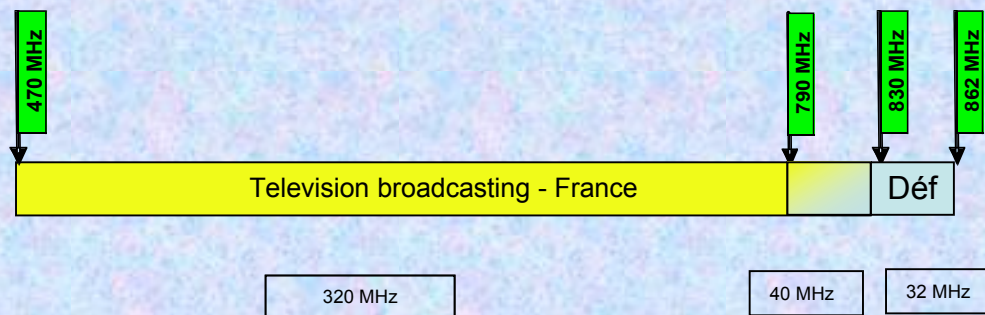 470 MHz
790 MHz
830 MHz
862 MHz
Television broadcasting - France
Déf
320 MHz
40 MHz
32 MHz